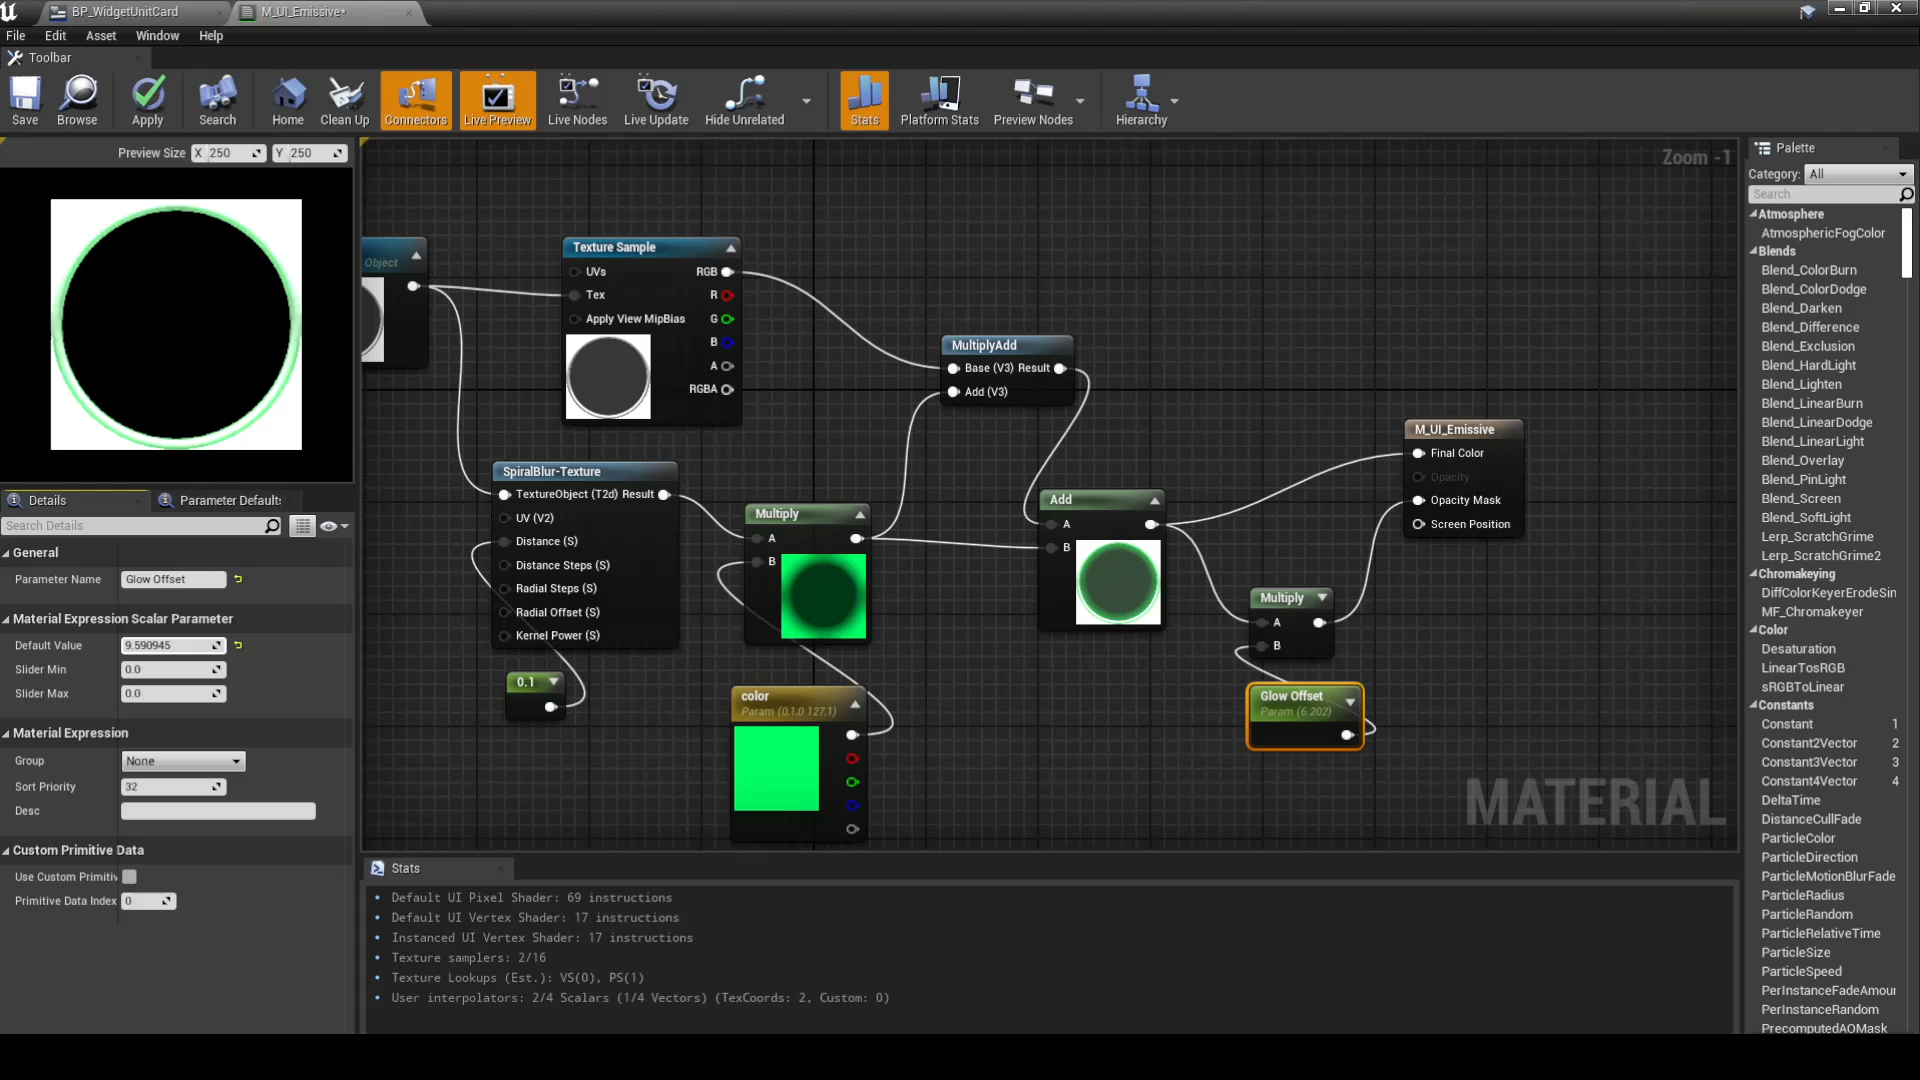 BP_WidgetUnitCard
M_UI_Emissive*
File Edit Asset Window Help
Toolbar
Save Browse Apply Search Home Clean Up Connectors Live Preview Live Nodes Live Update Hide Unrelated Stats Platform Stats Preview Nodes Hierarchy
Preview Size X 250 Y 250
Zoom -1
Object
Texture Sample
UVs RGB
Tex R
Apply View MipBias G
B
A
RGBA
MultiplyAdd
Base (V3) Result
Add (V3)
M_UI_Emissive
Final Color
Opacity
Opacity Mask
Screen Position
SpiralBlur-Texture
TextureObject (T2d) Result
UV (V2)
Distance (S)
Distance Steps (S)
Radial Steps (S)
Radial Offset (S)
Kernel Power (S)
Multiply
A
B
Add
A
B
Multiply
A
B
0.1
color
Param (0,1,0.127,1)
Glow Offset
Param (6.202)
MATERIAL
Details
Parameter Default:
Search Details
General
Parameter Name Glow Offset
Material Expression Scalar Parameter
Default Value 9.590945
Slider Min 0.0
Slider Max 0.0
Material Expression
Group None
Sort Priority 32
Desc
Custom Primitive Data
Use Custom Primitiv
Primitive Data Index 0
Stats
Default UI Pixel Shader: 69 instructions
Default UI Vertex Shader: 17 instructions
Instanced UI Vertex Shader: 17 instructions
Texture samplers: 2/16
Texture Lookups (Est.): VS(0), PS(1)
User interpolators: 2/4 Scalars (1/4 Vectors) (TexCoords: 2, Custom: 0)
Palette
Category: All
Search
Atmosphere
AtmosphericFogColor
Blends
Blend_ColorBurn
Blend_ColorDodge
Blend_Darken
Blend_Difference
Blend_Exclusion
Blend_HardLight
Blend_Lighten
Blend_LinearBurn
Blend_LinearDodge
Blend_LinearLight
Blend_Overlay
Blend_PinLight
Blend_Screen
Blend_SoftLight
Lerp_ScratchGrime
Lerp_ScratchGrime2
Chromakeying
DiffColorKeyerErodeSin
MF_Chromakeyer
Color
Desaturation
LinearTosRGB
sRGBToLinear
Constants
Constant 1
Constant2Vector 2
Constant3Vector 3
Constant4Vector 4
DeltaTime
DistanceCullFade
ParticleColor
ParticleDirection
ParticleMotionBlurFade
ParticleRadius
ParticleRandom
ParticleRelativeTime
ParticleSize
ParticleSpeed
PerInstanceFadeAmour
PerInstanceRandom
PrecomputedAOMask